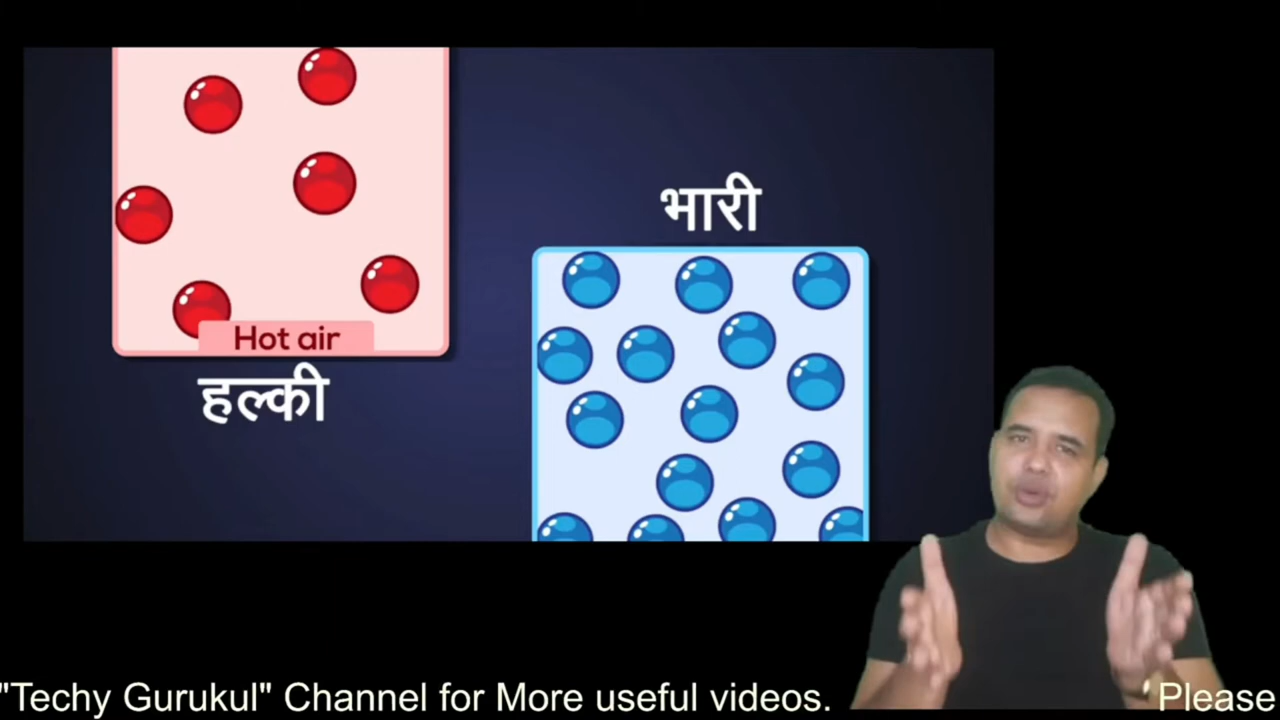 भारी
Hot air
हल्की
"Techy Gurukul" Channel for More useful videos. Please